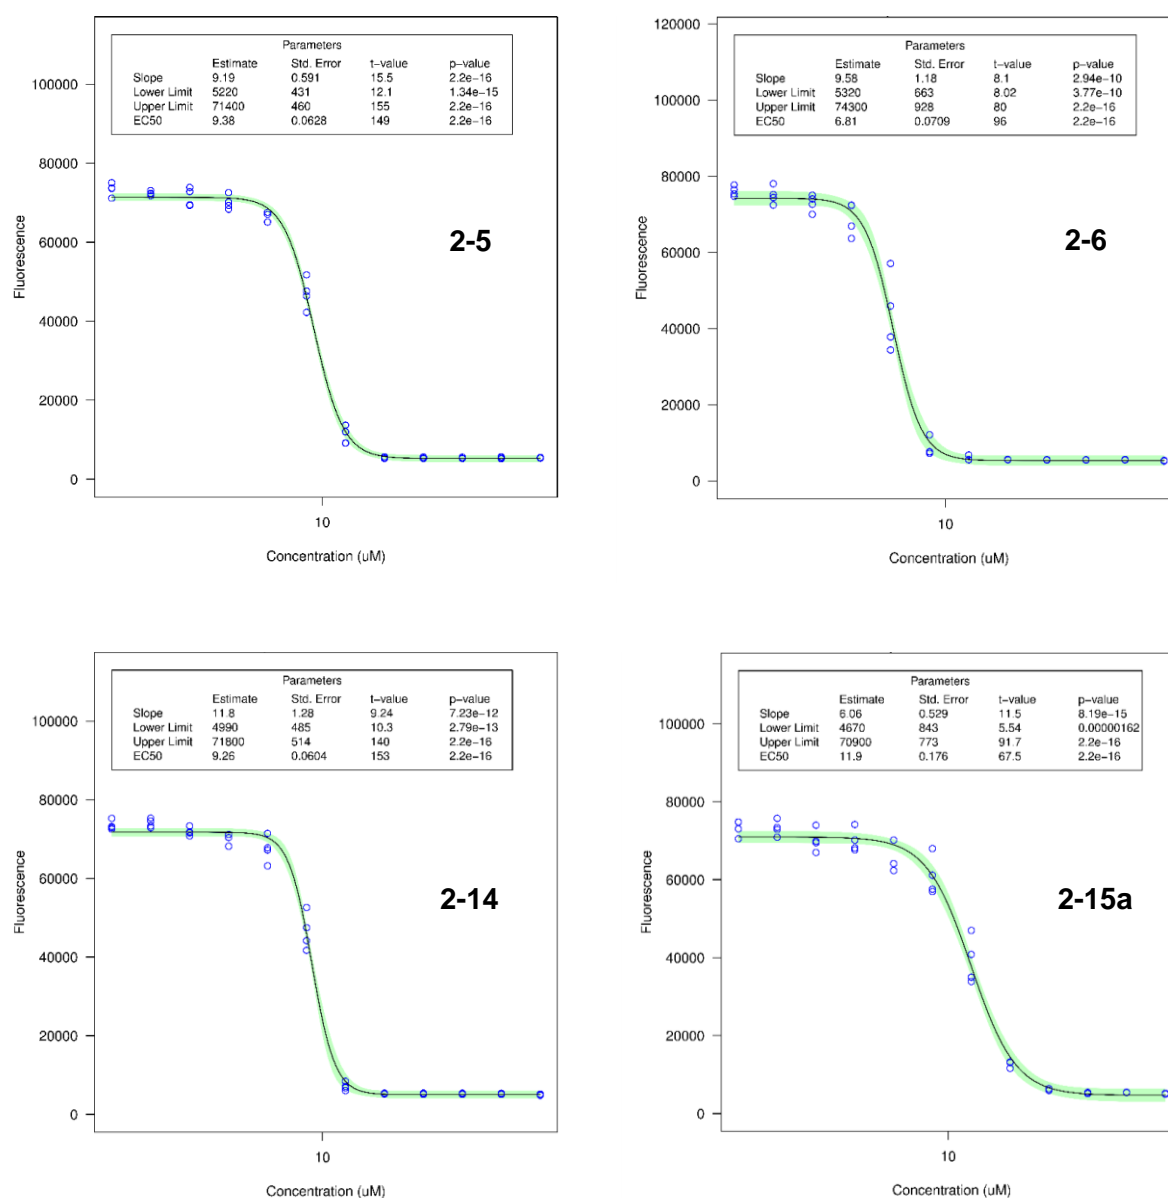 Parameters
Estimate Std. Error t-value p-value
Slope 9.19 0.591 15.5 2.2e-16
Lower Limit 5220 431 12.1 1.34e-15
Upper Limit 71400 460 155 2.2e-16
EC50 9.38 0.0628 149 2.2e-16
100000
80000
60000
40000
20000
0
Fluorescence
2-5
10
Concentration (uM)
Parameters
Estimate Std. Error t-value p-value
Slope 9.58 1.18 8.1 2.94e-10
Lower Limit 5320 663 8.02 3.77e-10
Upper Limit 74300 928 80 2.2e-16
EC50 6.81 0.0709 96 2.2e-16
120000
100000
80000
60000
40000
20000
0
Fluorescence
2-6
10
Concentration (uM)
Parameters
Estimate Std. Error t-value p-value
Slope 11.8 1.28 9.24 7.23e-12
Lower Limit 4990 485 10.3 2.79e-13
Upper Limit 71800 514 140 2.2e-16
EC50 9.26 0.0604 153 2.2e-16
100000
80000
60000
40000
20000
0
Fluorescence
2-14
10
Concentration (uM)
Parameters
Estimate Std. Error t-value p-value
Slope 6.06 0.529 11.5 8.19e-15
Lower Limit 4670 843 5.54 0.00000162
Upper Limit 70900 773 91.7 2.2e-16
EC50 11.9 0.176 67.5 2.2e-16
100000
80000
60000
40000
20000
0
Fluorescence
2-15a
10
Concentration (uM)